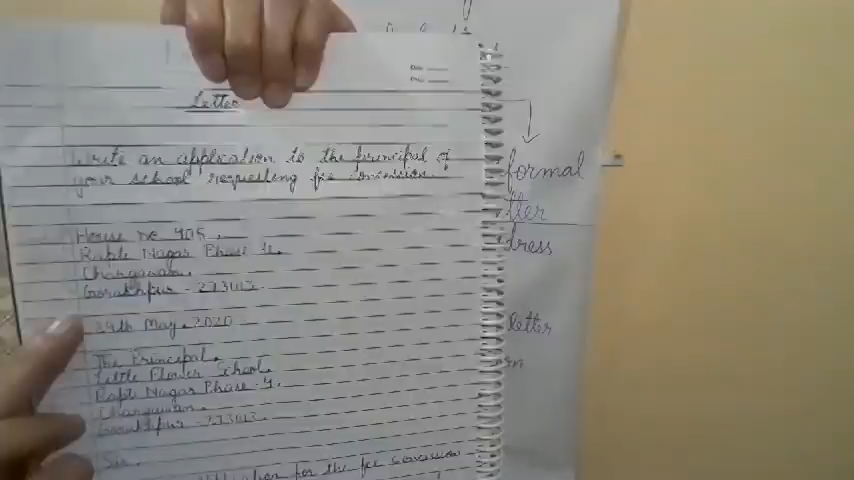 Letter
Write an application to the principal of
your school requesting fee concession.
House no 905.
Rapti Nagar Phase 4.
Chargawan.
Gorakhpur - 273013
29th May, 2020
The Principal.
Little Flower School.
Rapti Nagar Phase-4.
Chargawan.
Gorakhpur - 273013.
Sir.
for the fee concession
formal
letter